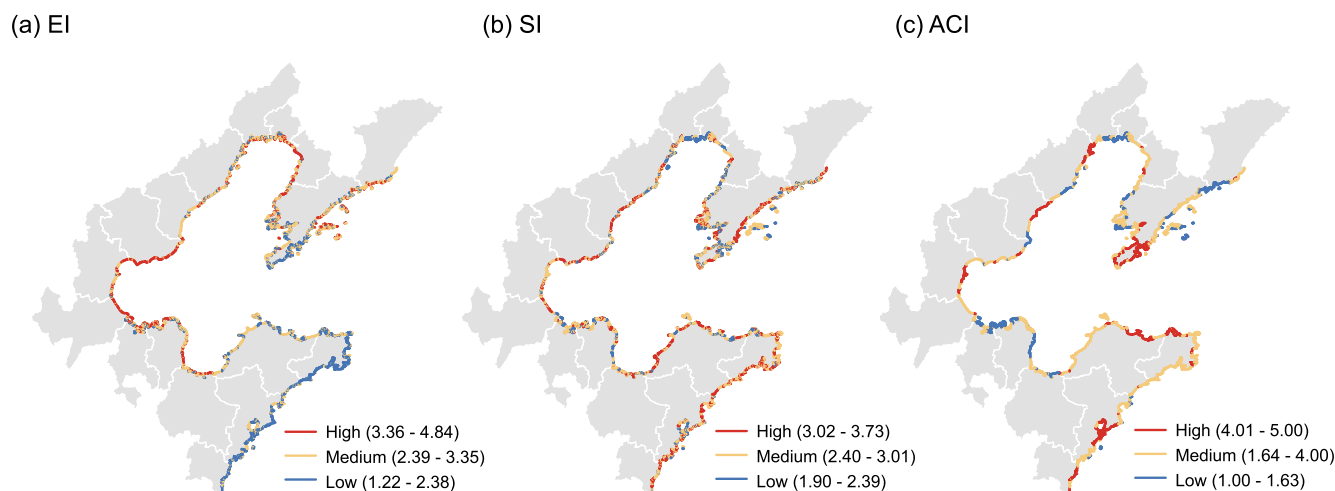 (a) EI
(b) SI
(c) ACI
High (3.36 - 4.84)
Medium (2.39 - 3.35)
Low (1.22 - 2.38)
High (3.02 - 3.73)
Medium (2.40 - 3.01)
Low (1.90 - 2.39)
High (4.01 - 5.00)
Medium (1.64 - 4.00)
Low (1.00 - 1.63)